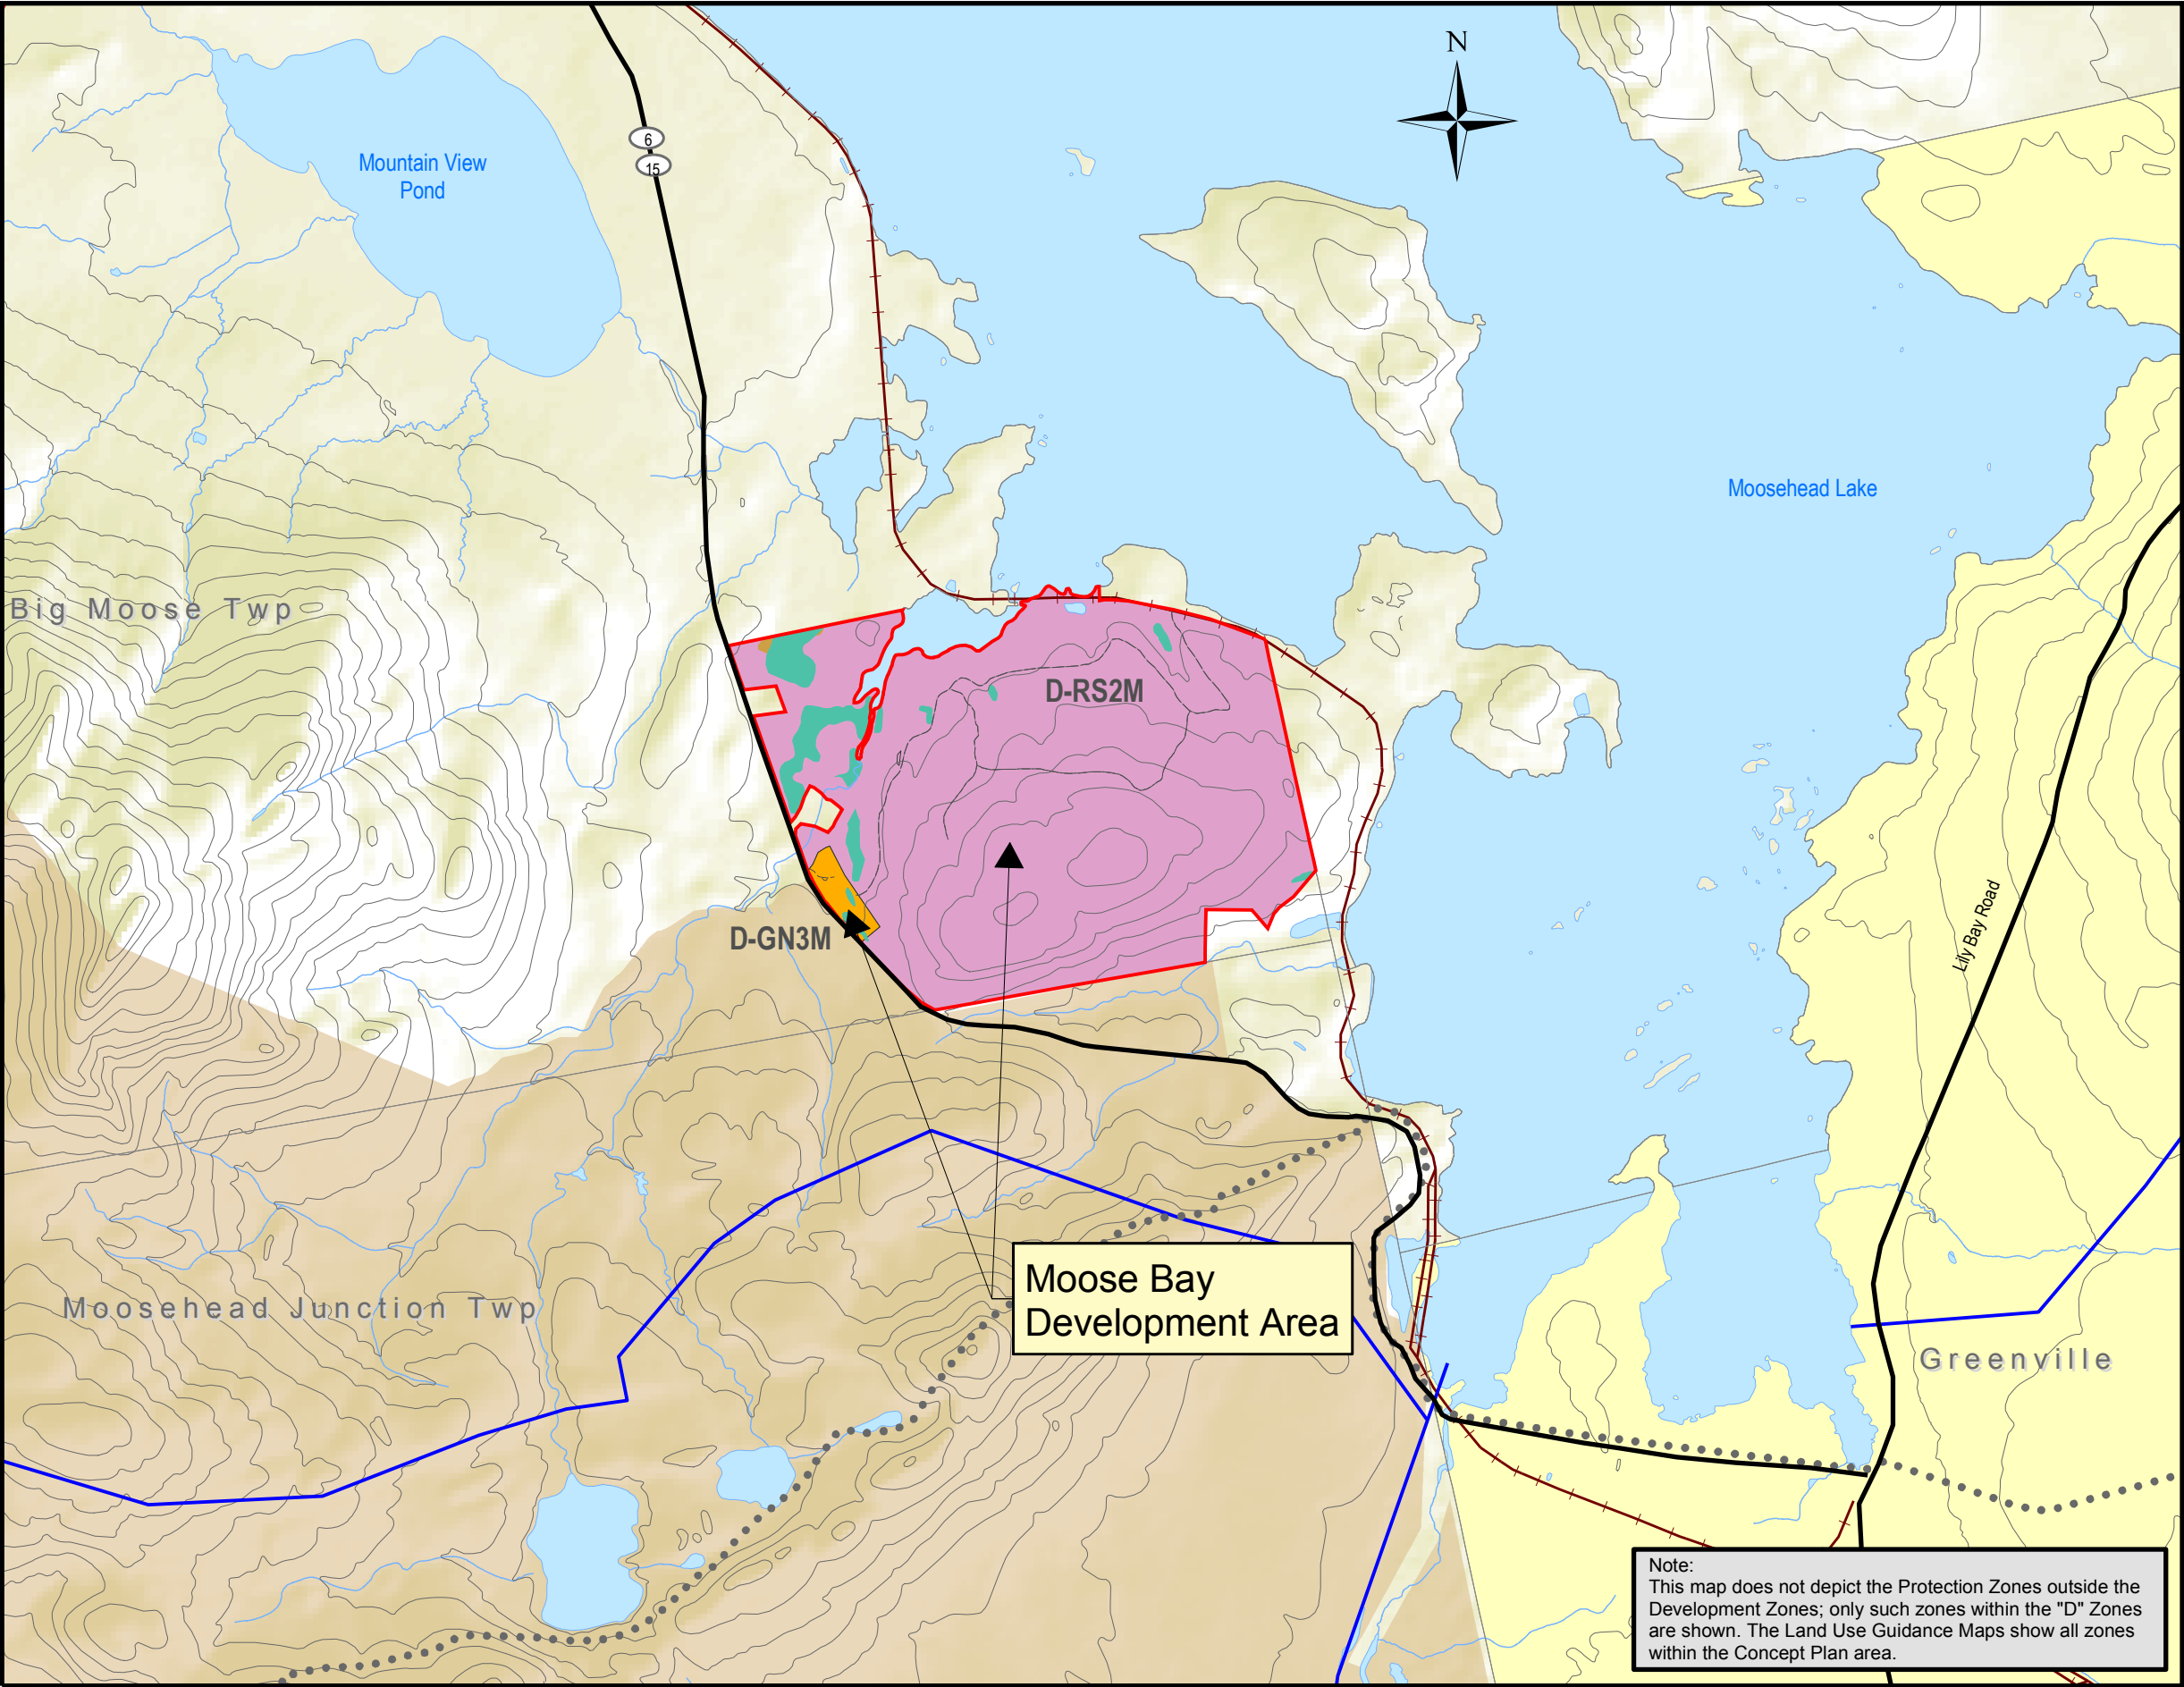 N
6
15
Mountain View
Pond
Moosehead Lake
Big Moose Twp
D-RS2M
D-GN3M
Lily Bay Road
Moose Bay
Development Area
Moosehead Junction Twp
Greenville
Note:
This map does not depict the Protection Zones outside the
Development Zones; only such zones within the "D" Zones
are shown. The Land Use Guidance Maps show all zones
within the Concept Plan area.